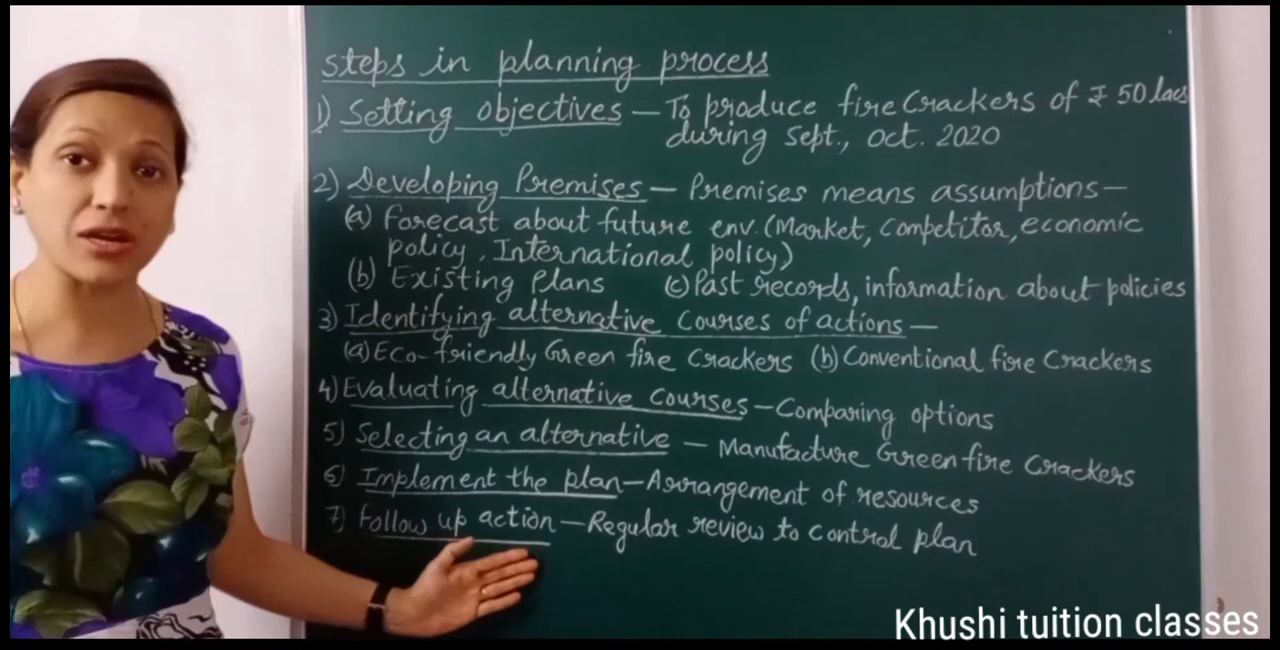 steps in planning process
1) Setting objectives – To produce fire Crackers of ₹ 50 lacs
during sept., oct. 2020
2) Developing Premises – Premises means assumptions –
(a) Forecast about future env. (Market, competitor, economic
policy, International policy)
(b) Existing Plans (c) Past records, information about policies
3) Identifying alternative courses of actions –
(a) Eco-friendly Green fire Crackers (b) Conventional fire Crackers
4) Evaluating alternative courses – Comparing options
5) Selecting an alternative – Manufacture Green fire Crackers
6) Implement the plan – Arrangement of resources
7) Follow up action – Regular review to control plan
Khushi tuition classes